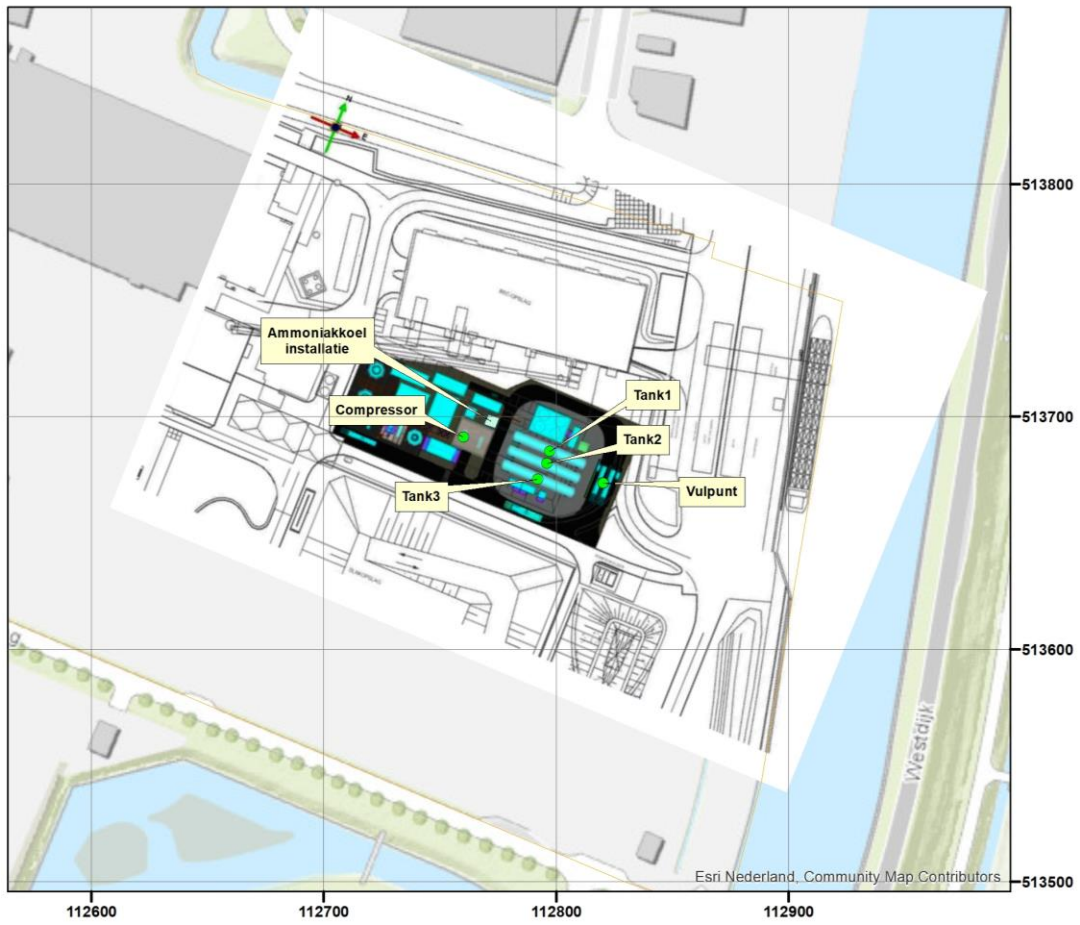 N
E
513800
Ammoniakkoel
installatie
Compressor
Tank1
513700
Tank2
Tank3
Vulpunt
SLIKOPSLAG
513600
g
Westdijk
Esri Nederland, Community Map Contributors
513500
112600
112700
112800
112900